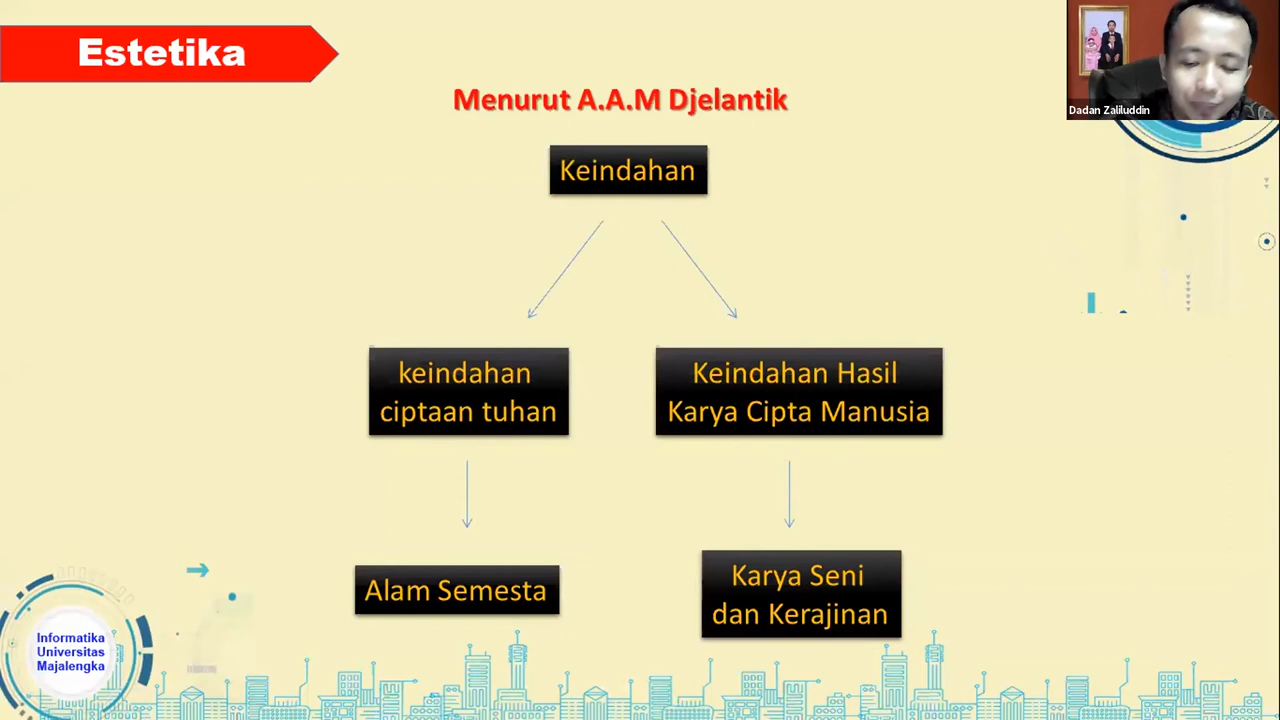 Estetika
Menurut A.A.M Djelantik
Dadan Zaliluddin
Keindahan
keindahan
ciptaan tuhan
Keindahan Hasil
Karya Cipta Manusia
Alam Semesta
Karya Seni
dan Kerajinan
Informatika
Universitas
Majalengka